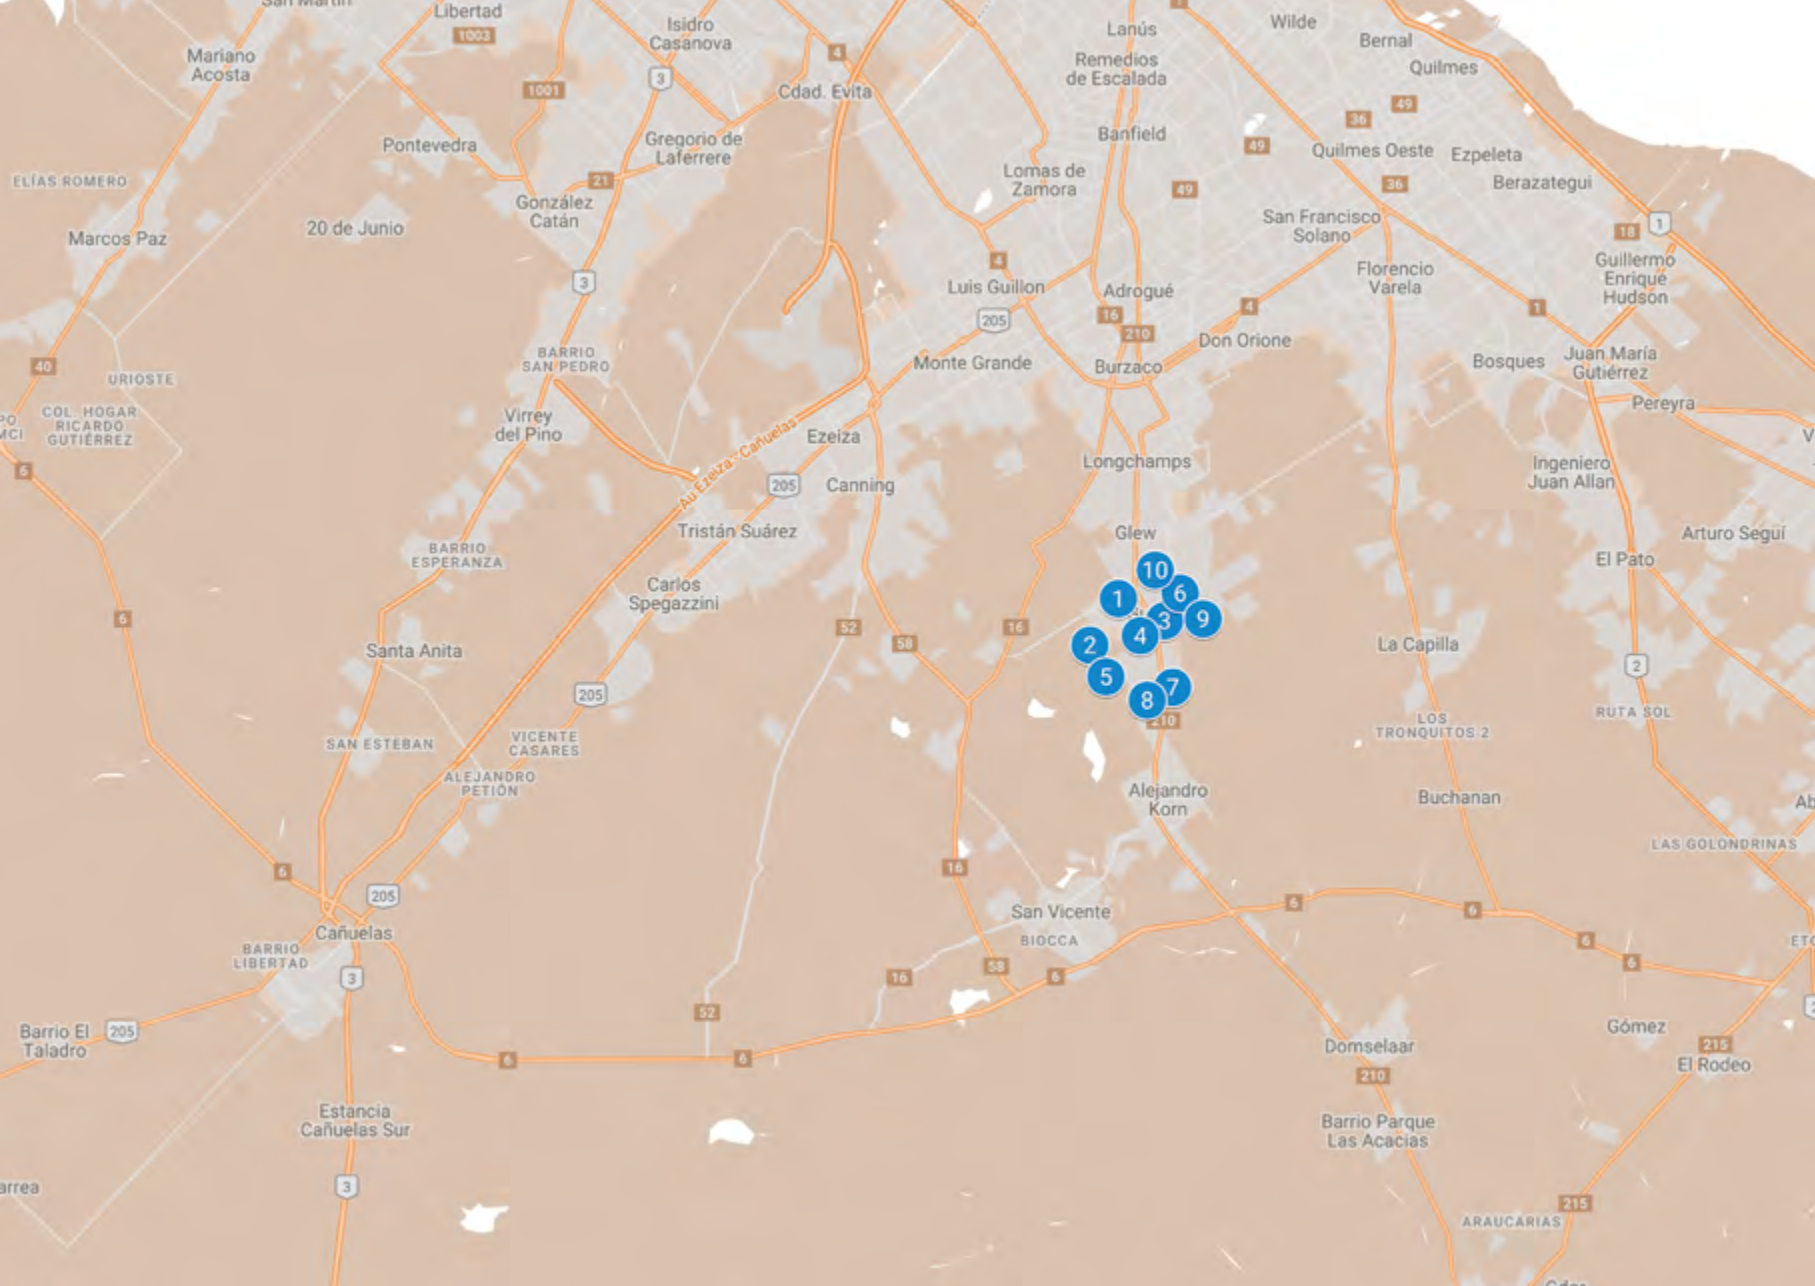 Libertad
1003
Mariano
Acosta
Isidro
Casanova
3
4
Cdad. Evita
1001
Lanús
Remedios
de Escalada
Wilde
Bernal
Quilmes
49
36
Banfield
49
Quilmes Oeste
Ezpeleta
Berazategui
36
49
Pontevedra
Gregorio de
Laferrere
21
González
Catán
Lomas de
Zamora
ELÍAS ROMERO
20 de Junio
Marcos Paz
San Francisco
Solano
18
1
Guillermo
Enrique
Hudson
3
4
Luis Guillon
Adrogué
Florencio
Varela
205
16
210
4
1
Don Orione
BARRIO
SAN PEDRO
40
URIOSTE
Monte Grande
Burzaco
Bosques
Juan María
Gutiérrez
Pereyra
COL. HOGAR
RICARDO
GUTIÉRREZ
Virrey
del Pino
Au Ezeiza - Cañuelas
Ezeiza
6
205
Canning
Longchamps
Ingeniero
Juan Allan
Tristán Suárez
Glew
Arturo Seguí
El Pato
BARRIO
ESPERANZA
Carlos
Spegazzini
10
1
6
3
9
4
2
5
7
8
210
6
52
58
16
Santa Anita
La Capilla
2
205
LOS
TRONQUITOS 2
RUTA SOL
SAN ESTEBAN
VICENTE
CASARES
ALEJANDRO
PETIÓN
Alejandro
Korn
Buchanan
LAS GOLONDRINAS
6
205
16
San Vicente
BIOCCA
6
6
6
6
Cañuelas
BARRIO
LIBERTAD
3
16
58
6
52
Barrio El
Taladro
205
6
6
Gómez
215
El Rodeo
Domselaar
210
Estancia
Cañuelas Sur
Barrio Parque
Las Acacias
3
215
ARAUCARIAS